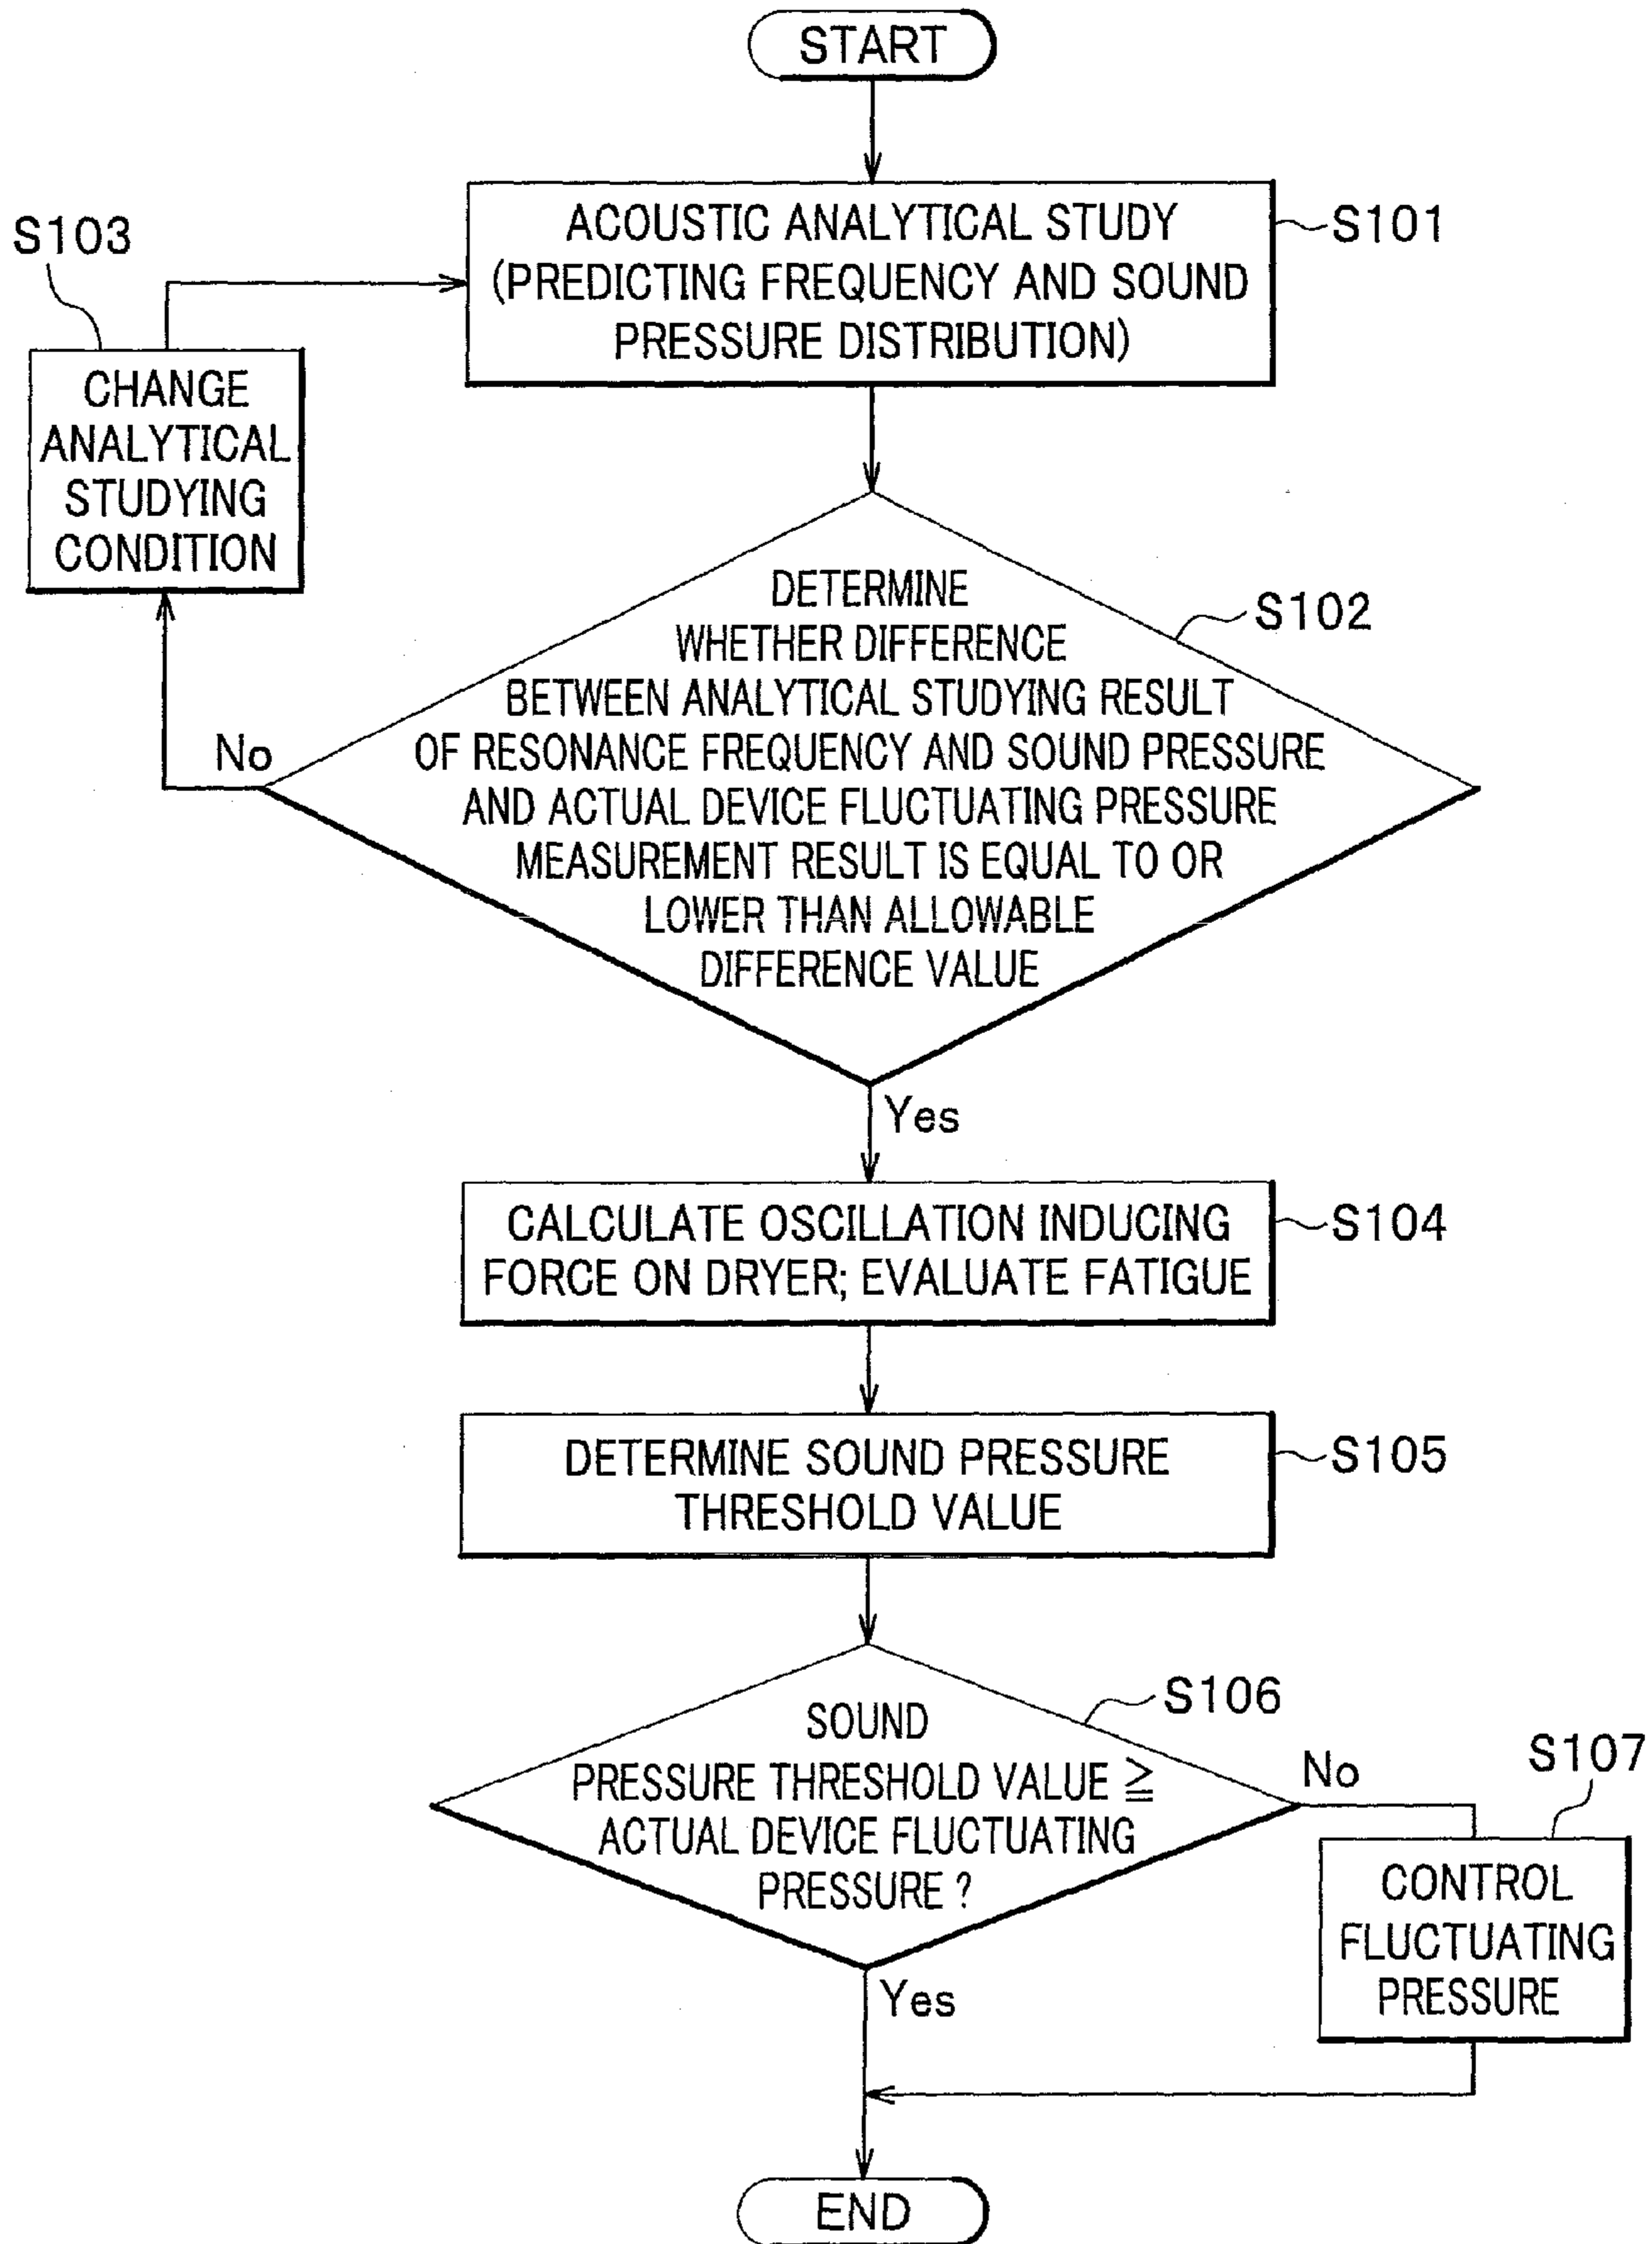 START
ACOUSTIC ANALYTICAL STUDY
(PREDICTING FREQUENCY AND SOUND
PRESSURE DISTRIBUTION)
S101
S103
CHANGE
ANALYTICAL
STUDYING
CONDITION
DETERMINE
WHETHER DIFFERENCE
BETWEEN ANALYTICAL STUDYING RESULT
OF RESONANCE FREQUENCY AND SOUND PRESSURE
AND ACTUAL DEVICE FLUCTUATING PRESSURE
MEASUREMENT RESULT IS EQUAL TO OR
LOWER THAN ALLOWABLE
DIFFERENCE VALUE
S102
No
Yes
CALCULATE OSCILLATION INDUCING
FORCE ON DRYER; EVALUATE FATIGUE
S104
DETERMINE SOUND PRESSURE
THRESHOLD VALUE
S105
SOUND
PRESSURE THRESHOLD VALUE ≧
ACTUAL DEVICE FLUCTUATING
PRESSURE ?
S106
No
S107
CONTROL
FLUCTUATING
PRESSURE
Yes
END